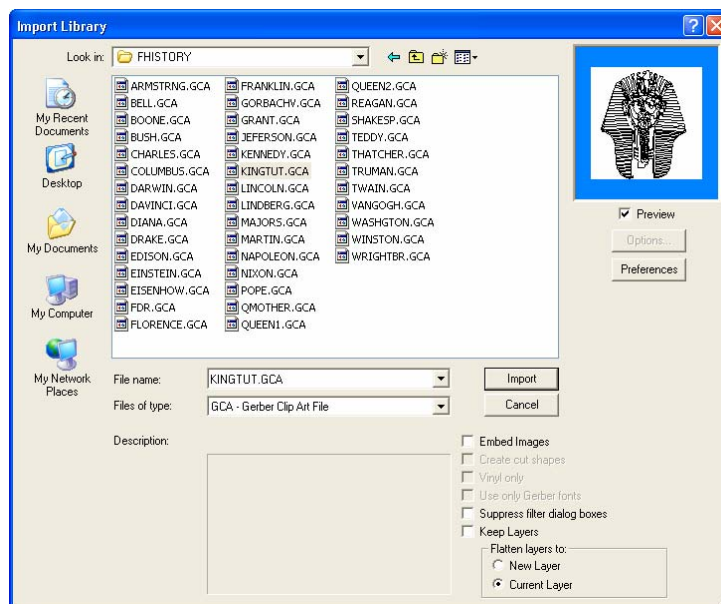 Import Library
Look in: FHISTORY
My Recent
Documents
Desktop
My Documents
My Computer
My Network
Places
ARMSTRNG.GCA
BELL.GCA
BOONE.GCA
BUSH.GCA
CHARLES.GCA
COLUMBUS.GCA
DARWIN.GCA
DAVINCI.GCA
DIANA.GCA
DRAKE.GCA
EDISON.GCA
EINSTEIN.GCA
EISENHOW.GCA
FDR.GCA
FLORENCE.GCA
FRANKLIN.GCA
GORBACHV.GCA
GRANT.GCA
JEFERSON.GCA
KENNEDY.GCA
KINGTUT.GCA
LINCOLN.GCA
LINDBERG.GCA
MAJORS.GCA
MARTIN.GCA
NAPOLEON.GCA
NIXON.GCA
POPE.GCA
QMOTHER.GCA
QUEEN1.GCA
QUEEN2.GCA
REAGAN.GCA
SHAKESP.GCA
TEDDY.GCA
THATCHER.GCA
TRUMAN.GCA
TWAIN.GCA
VANGOGH.GCA
WASHGTON.GCA
WINSTON.GCA
WRIGHTBR.GCA
Preview
Options...
Preferences
File name: KINGTUT.GCA Import
Files of type: GCA - Gerber Clip Art File Cancel
Description:
Embed Images
Create cut shapes
Vinyl only
Use only Gerber fonts
Suppress filter dialog boxes
Keep Layers
Flatten layers to:
New Layer
Current Layer